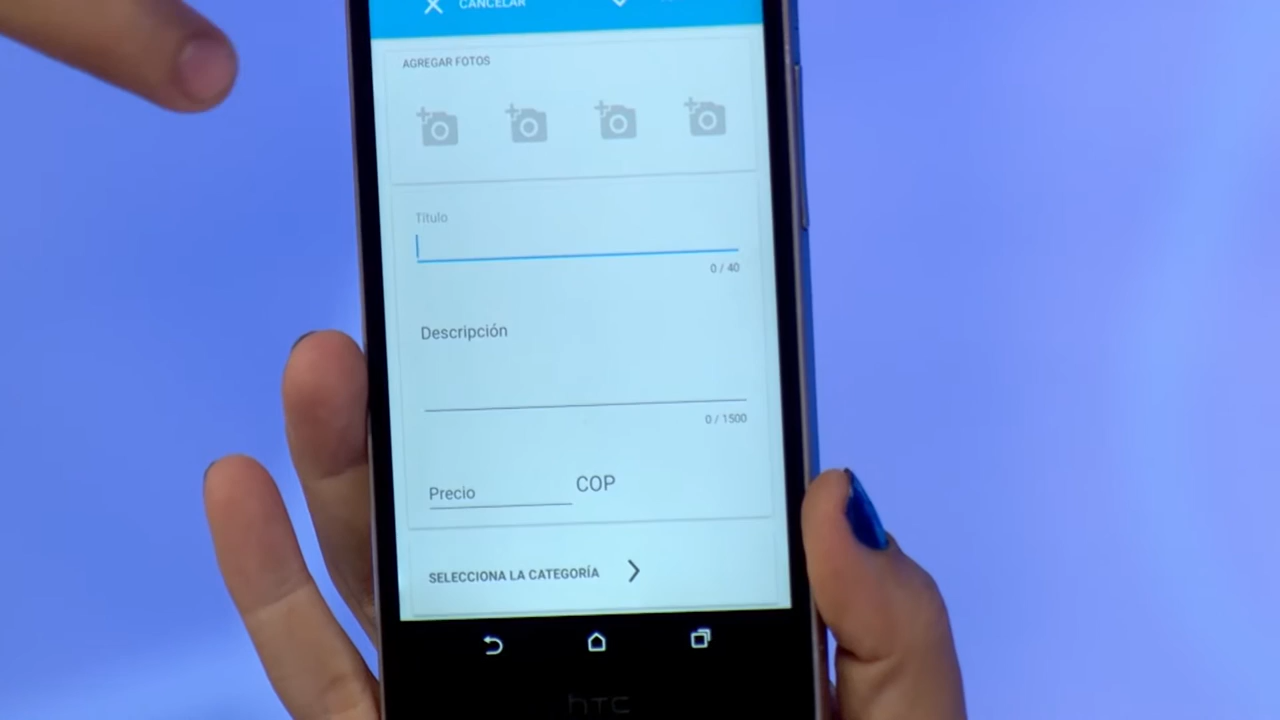 CANCELAR
AGREGAR FOTOS
Título
0 / 40
Descripción
0 / 1500
Precio
COP
SELECCIONA LA CATEGORÍA
hTC